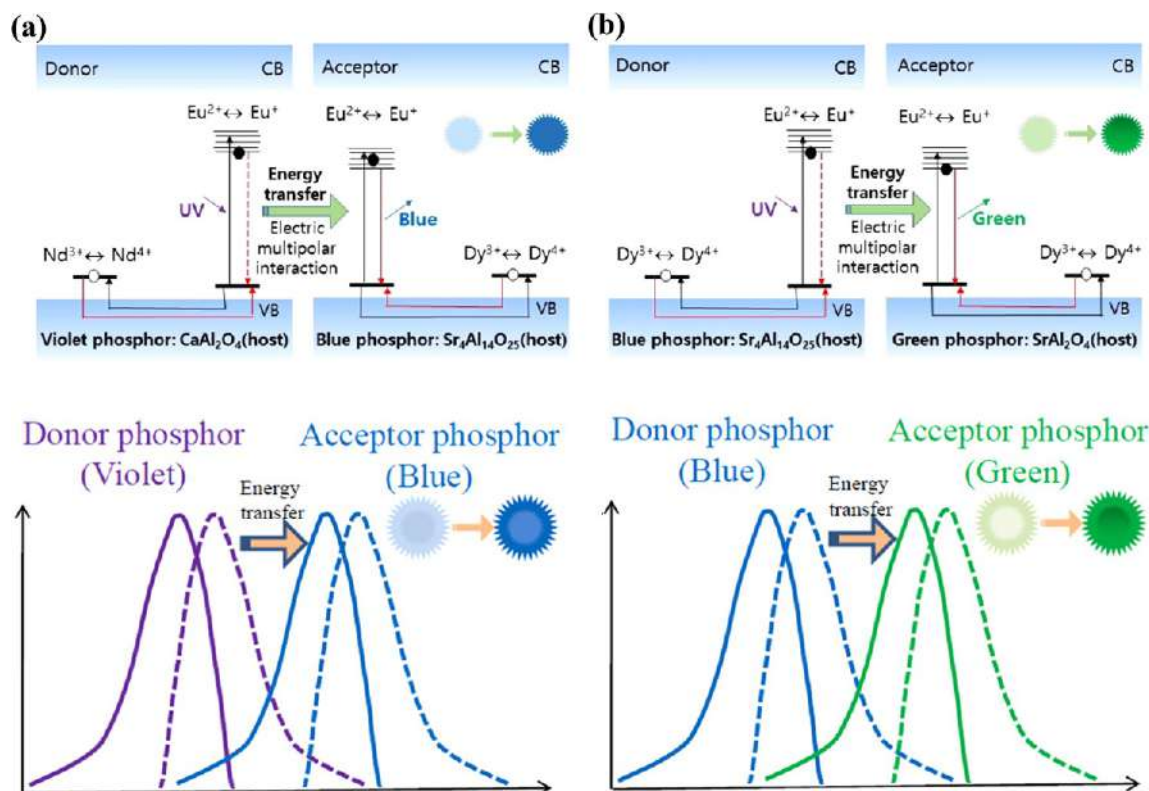 (a)
Donor
CB
Acceptor
CB
Eu²⁺↔ Eu⁺
Eu²⁺↔ Eu⁺
Energy
transfer
UV
Blue
Electric
multipolar
interaction
Nd³⁺↔ Nd⁴⁺
Dy³⁺↔ Dy⁴⁺
VB
VB
Violet phosphor: CaAl₂O₄(host)
Blue phosphor: Sr₄Al₁₄O₂₅(host)
Donor phosphor
(Violet)
Acceptor phosphor
(Blue)
Energy
transfer
(b)
Donor
CB
Acceptor
CB
Eu²⁺↔ Eu⁺
Eu²⁺↔ Eu⁺
Energy
transfer
UV
Green
Electric
multipolar
interaction
Dy³⁺↔ Dy⁴⁺
Dy³⁺↔ Dy⁴⁺
VB
VB
Blue phosphor: Sr₄Al₁₄O₂₅(host)
Green phosphor: SrAl₂O₄(host)
Donor phosphor
(Blue)
Acceptor phosphor
(Green)
Energy
transfer